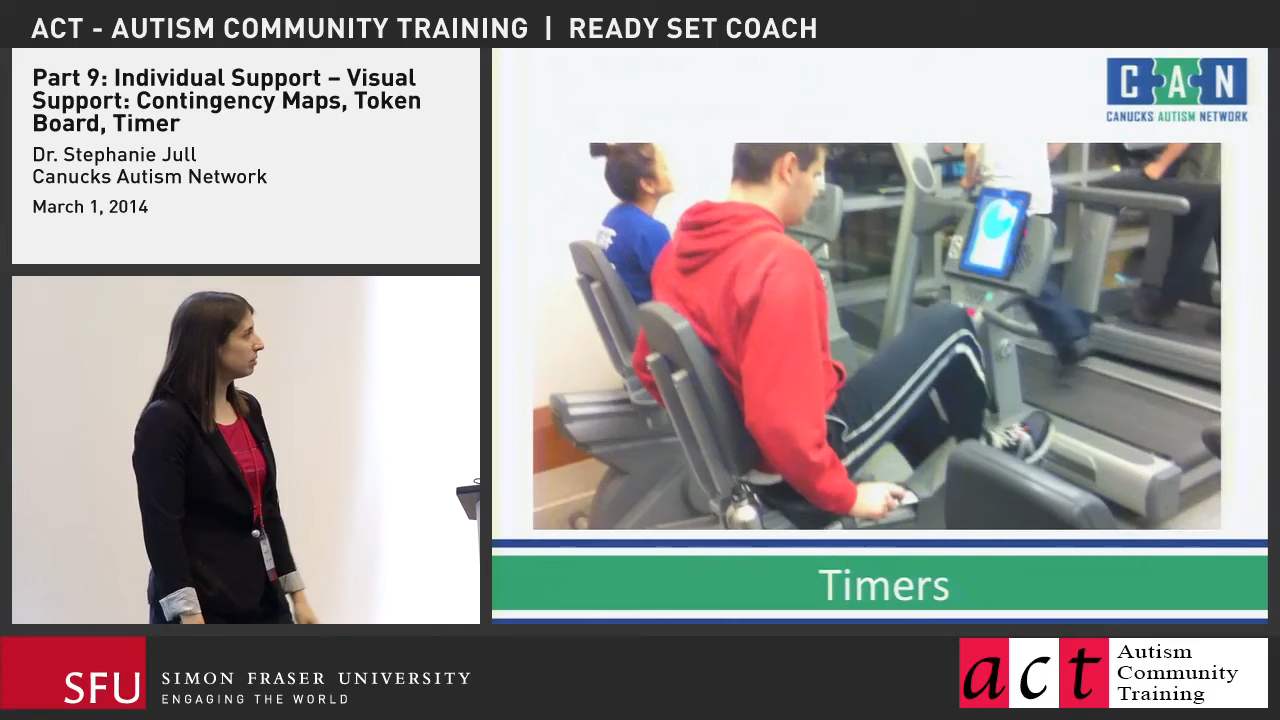 ACT - AUTISM COMMUNITY TRAINING | READY SET COACH
Part 9: Individual Support – Visual
Support: Contingency Maps, Token
Board, Timer
Dr. Stephanie Jull
Canucks Autism Network
March 1, 2014
CAN
CANUCKS AUTISM NETWORK
Timers
SFU
SIMON FRASER UNIVERSITY
ENGAGING THE WORLD
act
Autism
Community
Training